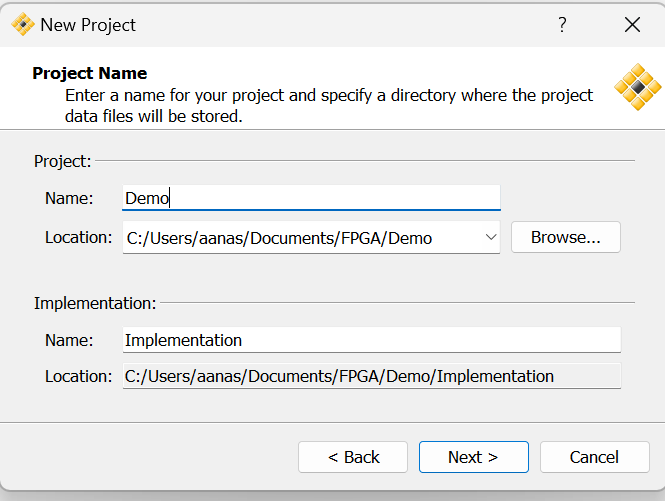 New Project ? ✕
Project Name
Enter a name for your project and specify a directory where the project
data files will be stored.
Project:
Name: Demo
Location: C:/Users/aanas/Documents/FPGA/Demo Browse...
Implementation:
Name: Implementation
Location: C:/Users/aanas/Documents/FPGA/Demo/Implementation
< Back Next > Cancel